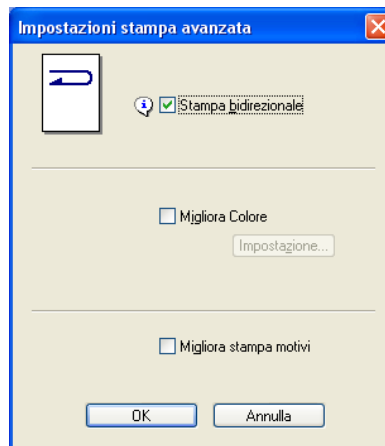 Impostazioni stampa avanzata
Stampa bidirezionale
Migliora Colore
Impostazione...
Migliora stampa motivi
OK
Annulla